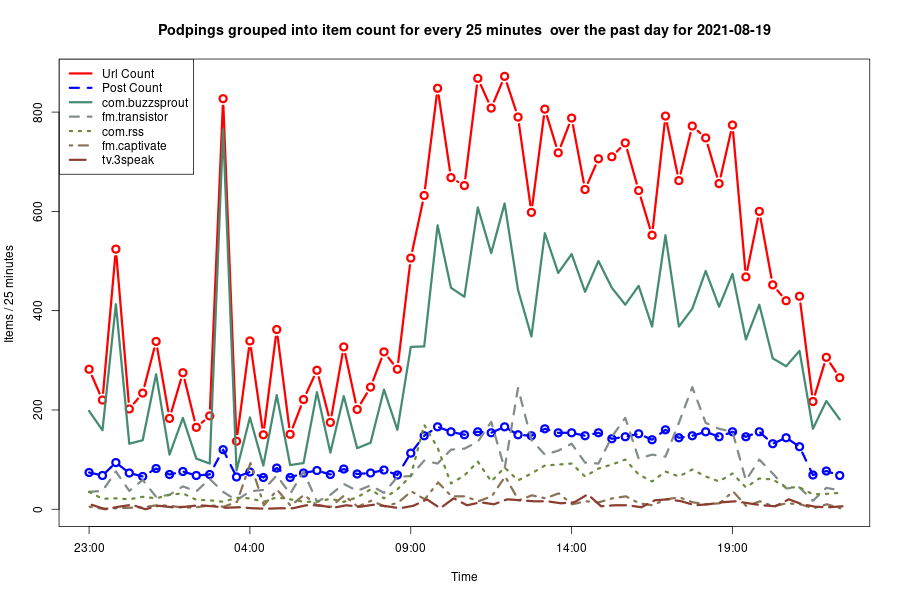 Podpings grouped into item count for every 25 minutes  over the past day for 2021-08-19
Url Count
Post Count
com.buzzsprout
fm.transistor
com.rss
fm.captivate
tv.3speak
Items / 25 minutes
800
600
400
200
0
23:00
04:00
09:00
14:00
19:00
Time